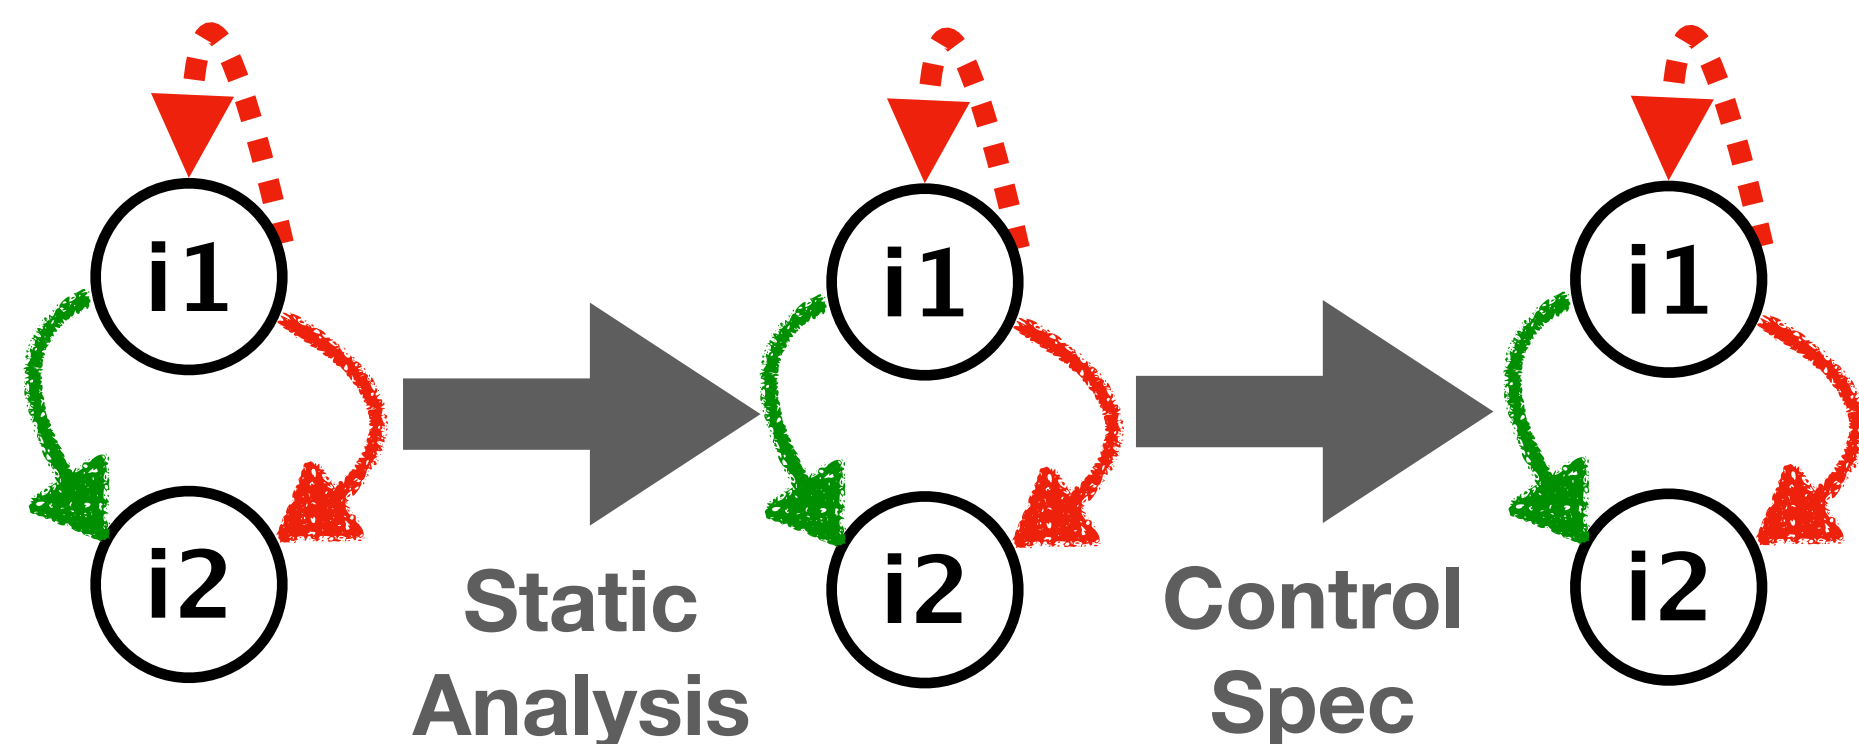 i1
i2
Static
Analysis
i1
i2
Control
Spec
i1
i2